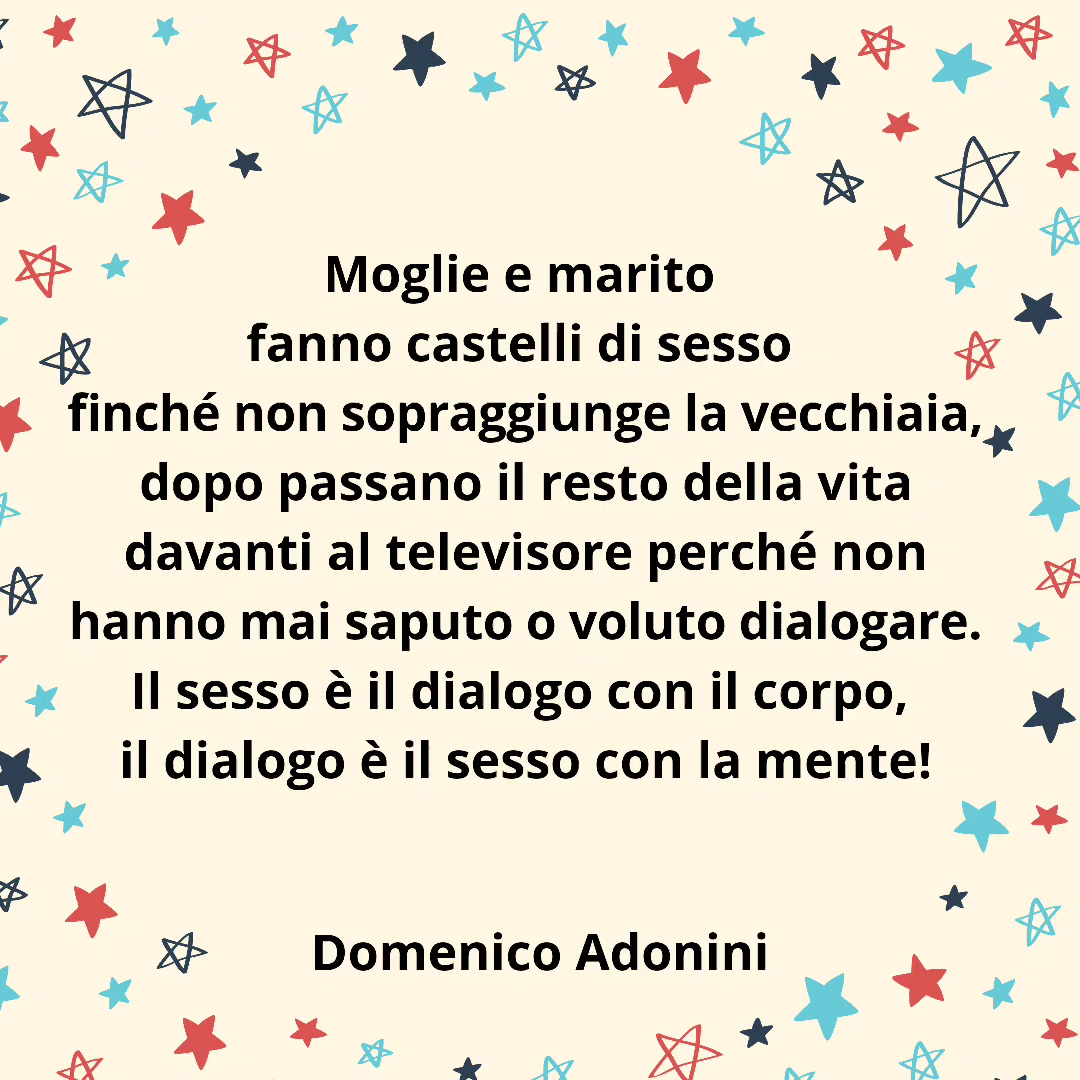 Moglie e marito
fanno castelli di sesso
finché non sopraggiunge la vecchiaia,
dopo passano il resto della vita
davanti al televisore perché non
hanno mai saputo o voluto dialogare.
Il sesso è il dialogo con il corpo,
il dialogo è il sesso con la mente!
Domenico Adonini